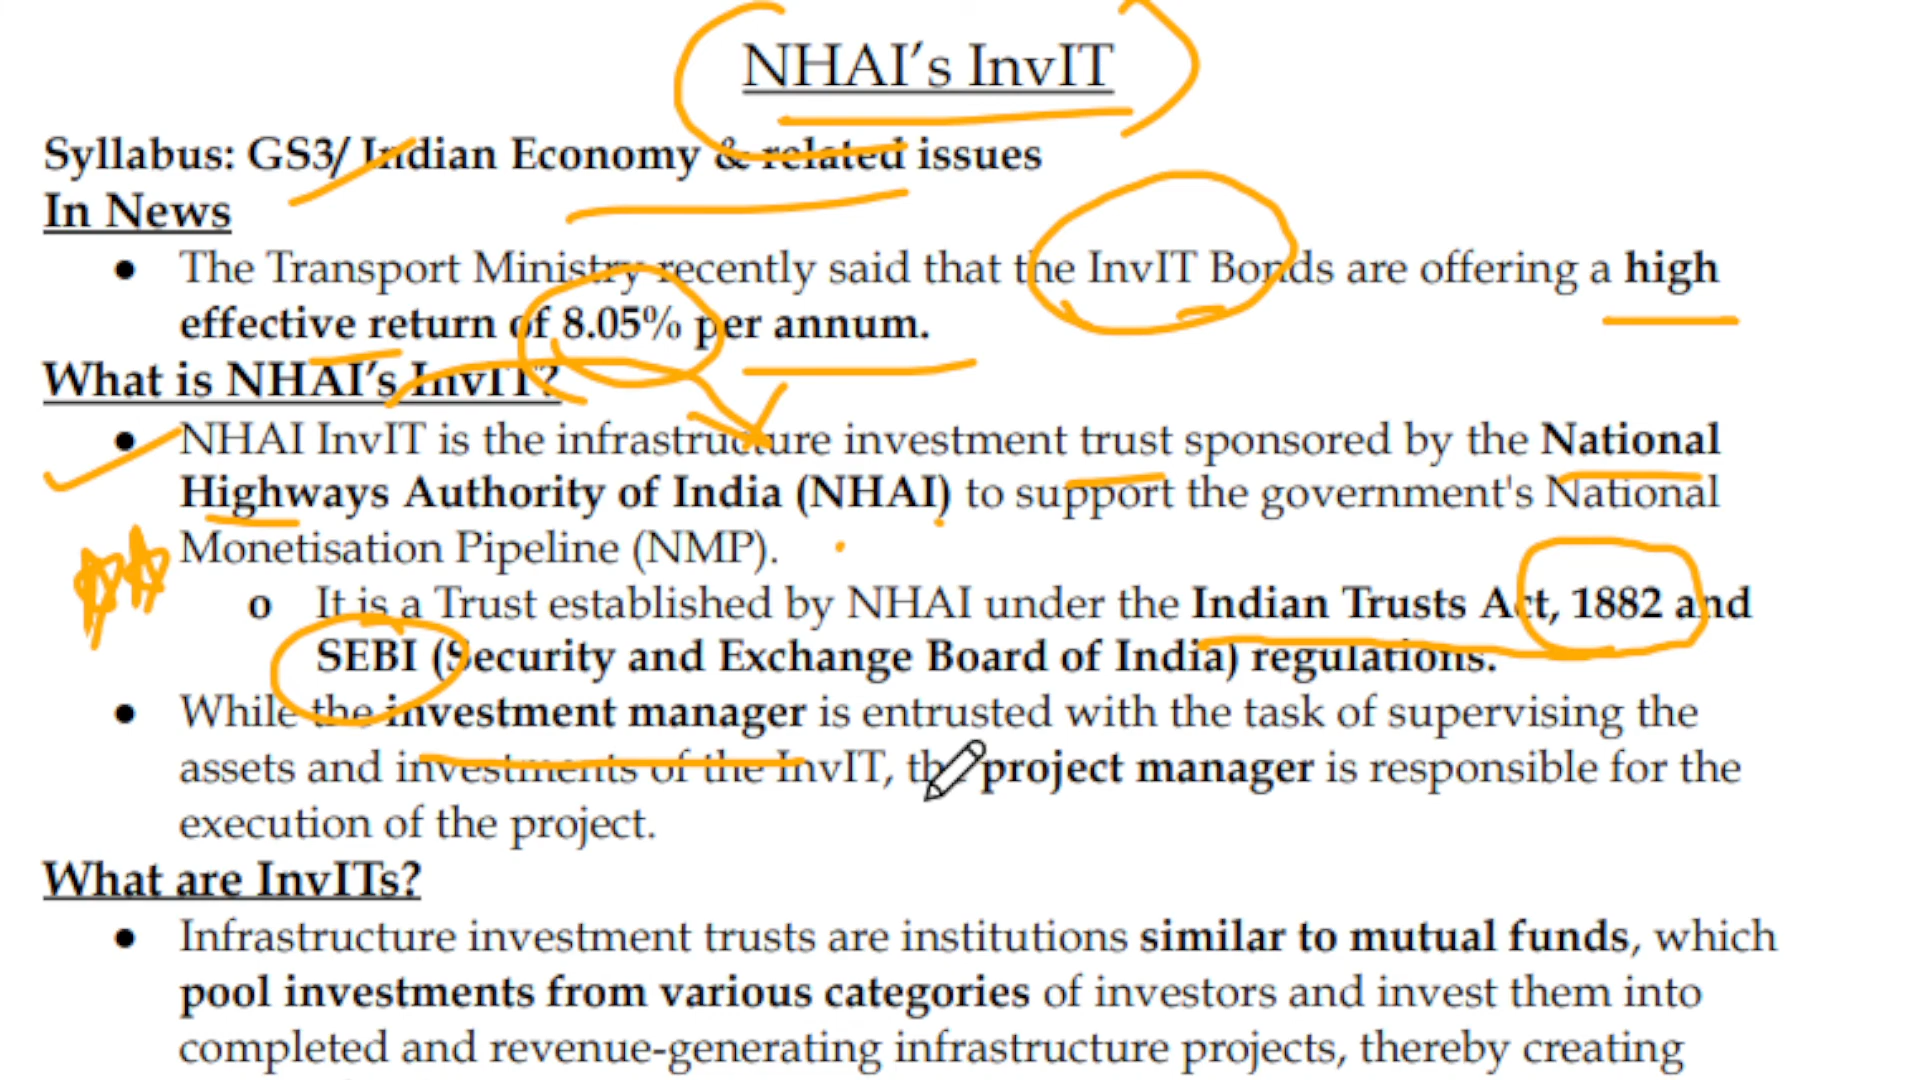 NHAI’s InvIT
Syllabus: GS3/ Indian Economy & related issues
In News
● The Transport Ministry recently said that the InvIT Bonds are offering a high
effective return of 8.05% per annum.
What is NHAI’s InvIT?
● NHAI InvIT is the infrastructure investment trust sponsored by the National
Highways Authority of India (NHAI) to support the government's National
Monetisation Pipeline (NMP).
o It is a Trust established by NHAI under the Indian Trusts Act, 1882 and
SEBI (Security and Exchange Board of India) regulations.
● While the investment manager is entrusted with the task of supervising the
assets and investments of the InvIT, the project manager is responsible for the
execution of the project.
What are InvITs?
● Infrastructure investment trusts are institutions similar to mutual funds, which
pool investments from various categories of investors and invest them into
completed and revenue-generating infrastructure projects, thereby creating